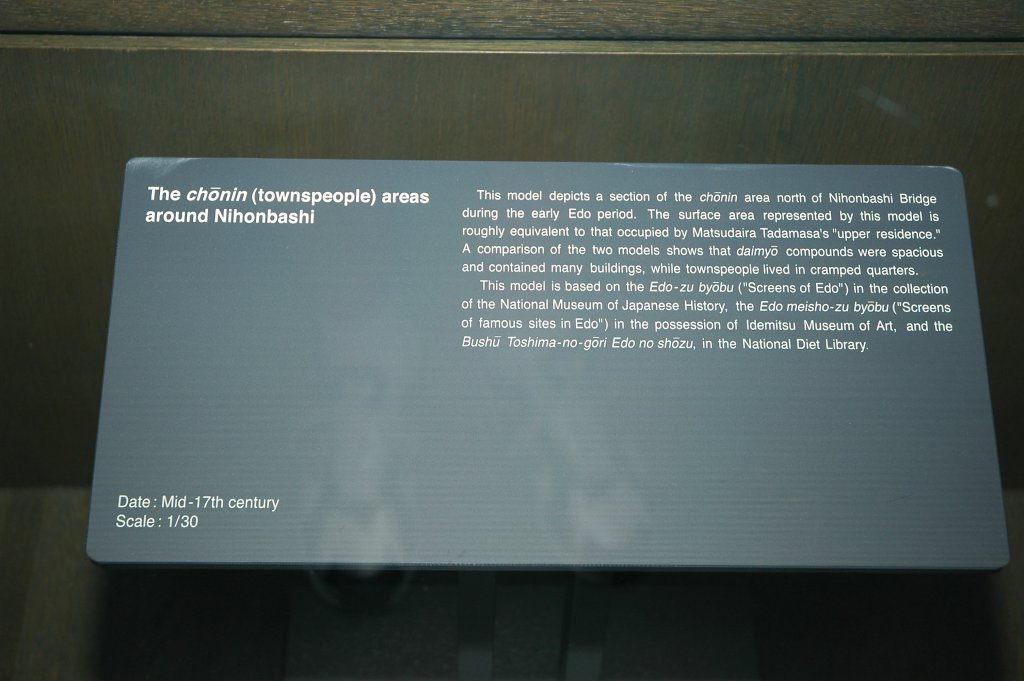 The chōnin (townspeople) areas
around Nihonbashi
This model depicts a section of the chōnin area north of Nihonbashi Bridge
during the early Edo period. The surface area represented by this model is
roughly equivalent to that occupied by Matsudaira Tadamasa's "upper residence."
A comparison of the two models shows that daimyō compounds were spacious
and contained many buildings, while townspeople lived in cramped quarters.
This model is based on the Edo-zu byōbu ("Screens of Edo") in the collection
of the National Museum of Japanese History, the Edo meisho-zu byōbu ("Screens
of famous sites in Edo") in the possession of Idemitsu Museum of Art, and the
Bushū Toshima-no-gōri Edo no shōzu, in the National Diet Library.
Date : Mid-17th century
Scale : 1/30